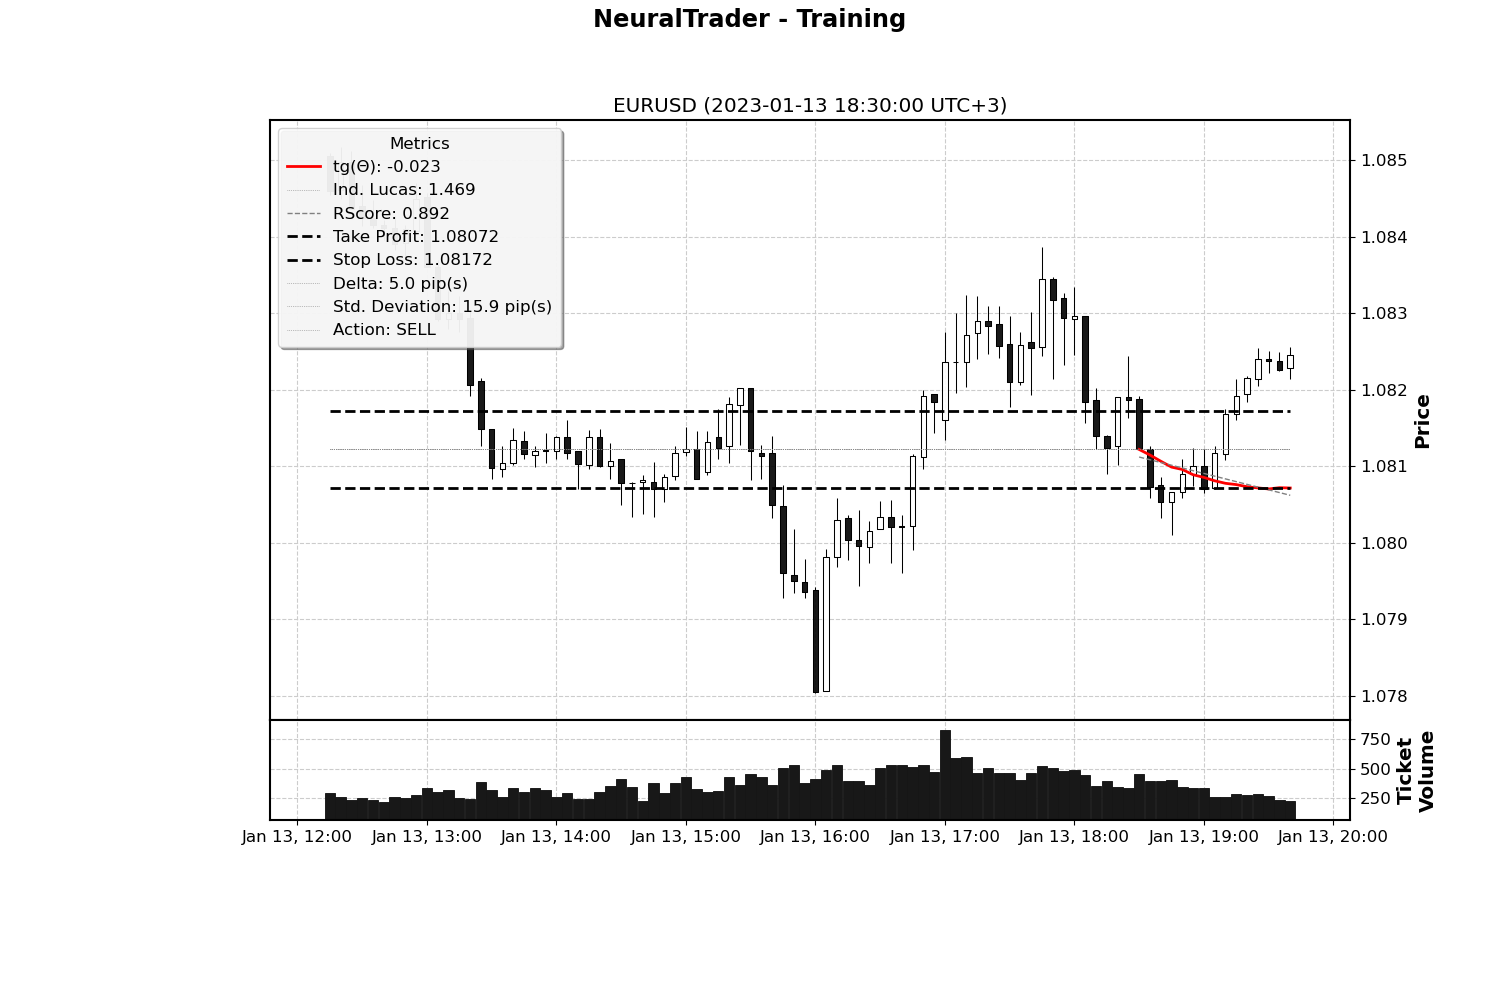 NeuralTrader - Training
EURUSD (2023-01-13 18:30:00 UTC+3)
Metrics
tg(Θ): -0.023
Ind. Lucas: 1.469
RScore: 0.892
Take Profit: 1.08072
Stop Loss: 1.08172
Delta: 5.0 pip(s)
Std. Deviation: 15.9 pip(s)
Action: SELL
1.085
1.084
1.083
1.082
1.081
1.080
1.079
1.078
Price
750
500
250
Ticket
Volume
Jan 13, 12:00
Jan 13, 13:00
Jan 13, 14:00
Jan 13, 15:00
Jan 13, 16:00
Jan 13, 17:00
Jan 13, 18:00
Jan 13, 19:00
Jan 13, 20:00